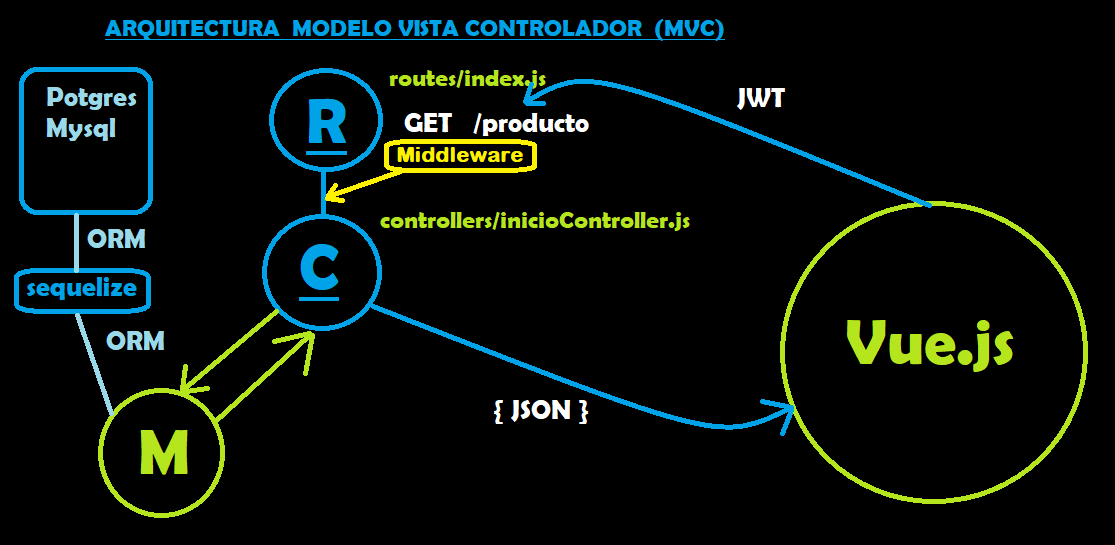 ARQUITECTURA MODELO VISTA CONTROLADOR (MVC)
Potgres
Mysql
ORM
sequelize
ORM
M
R
routes/index.js
GET /producto
Middleware
C
controllers/inicioController.js
{ JSON }
JWT
Vue.js